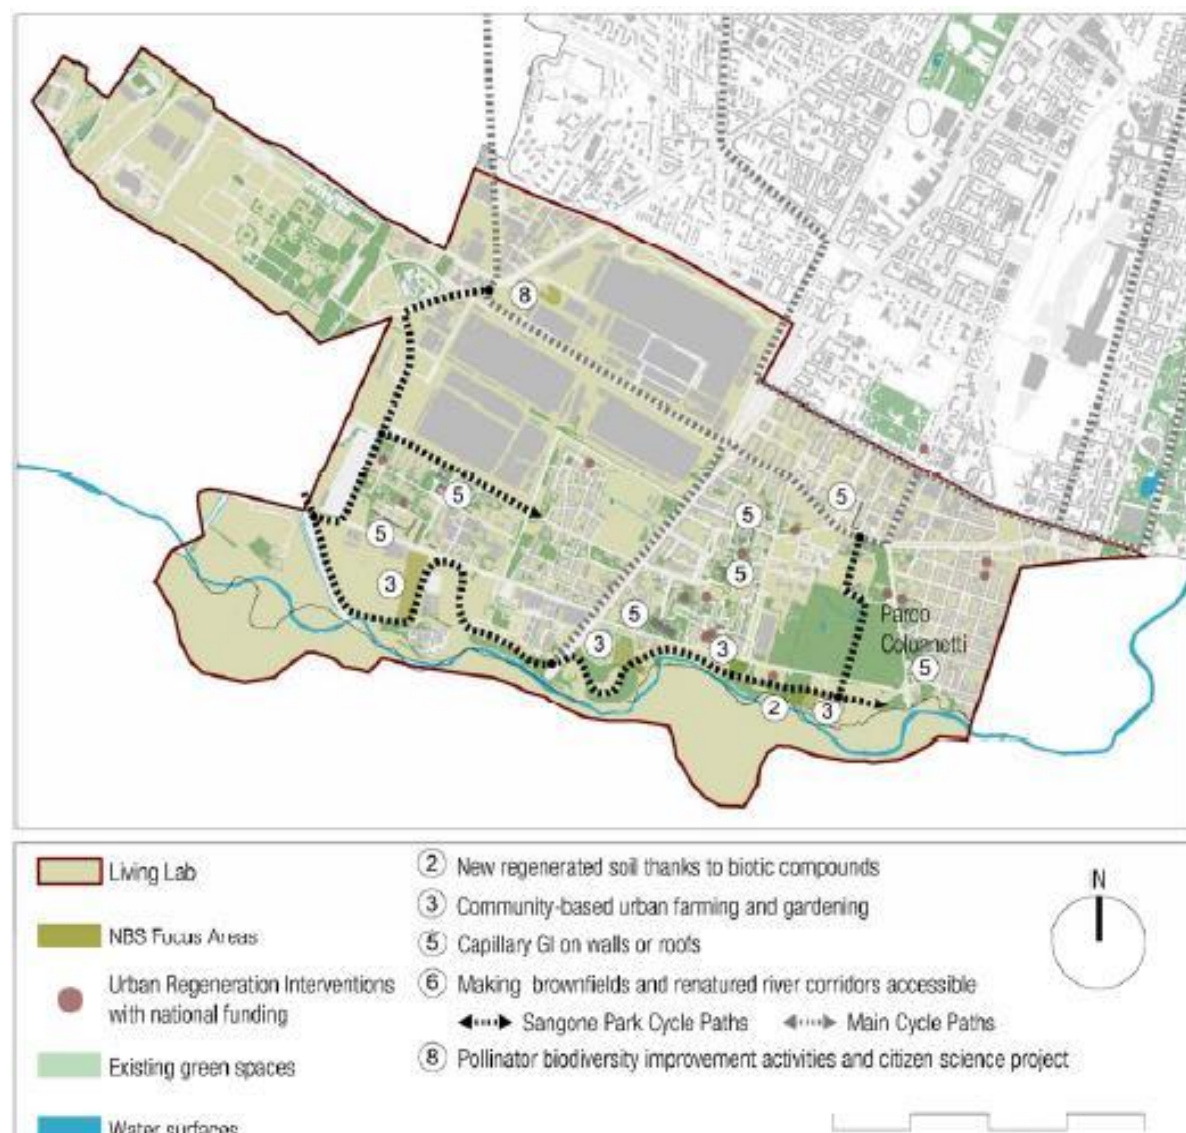 8
5
5
5
5
3
5
5
3
3
Parco
Colonnetti
5
2
3
Living Lab
NBS Focus Areas
Urban Regeneration Interventions
with national funding
Existing green spaces
Water surfaces
2 New regenerated soil thanks to biotic compounds
3 Community-based urban farming and gardening
5 Capillary GI on walls or roofs
6 Making brownfields and renatured river corridors accessible
Sangone Park Cycle Paths Main Cycle Paths
8 Pollinator biodiversity improvement activities and citizen science project
N